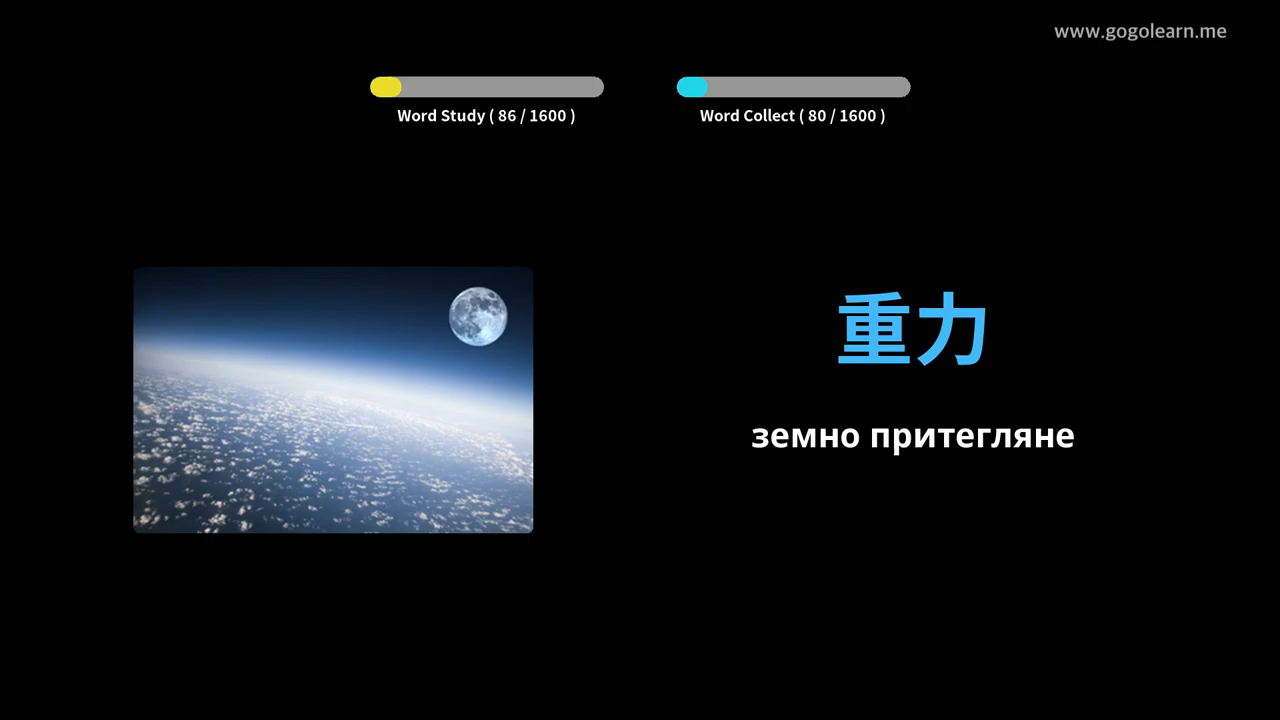 www.gogolearn.me
Word Study ( 86 / 1600 )
Word Collect ( 80 / 1600 )
重力
земно притегляне